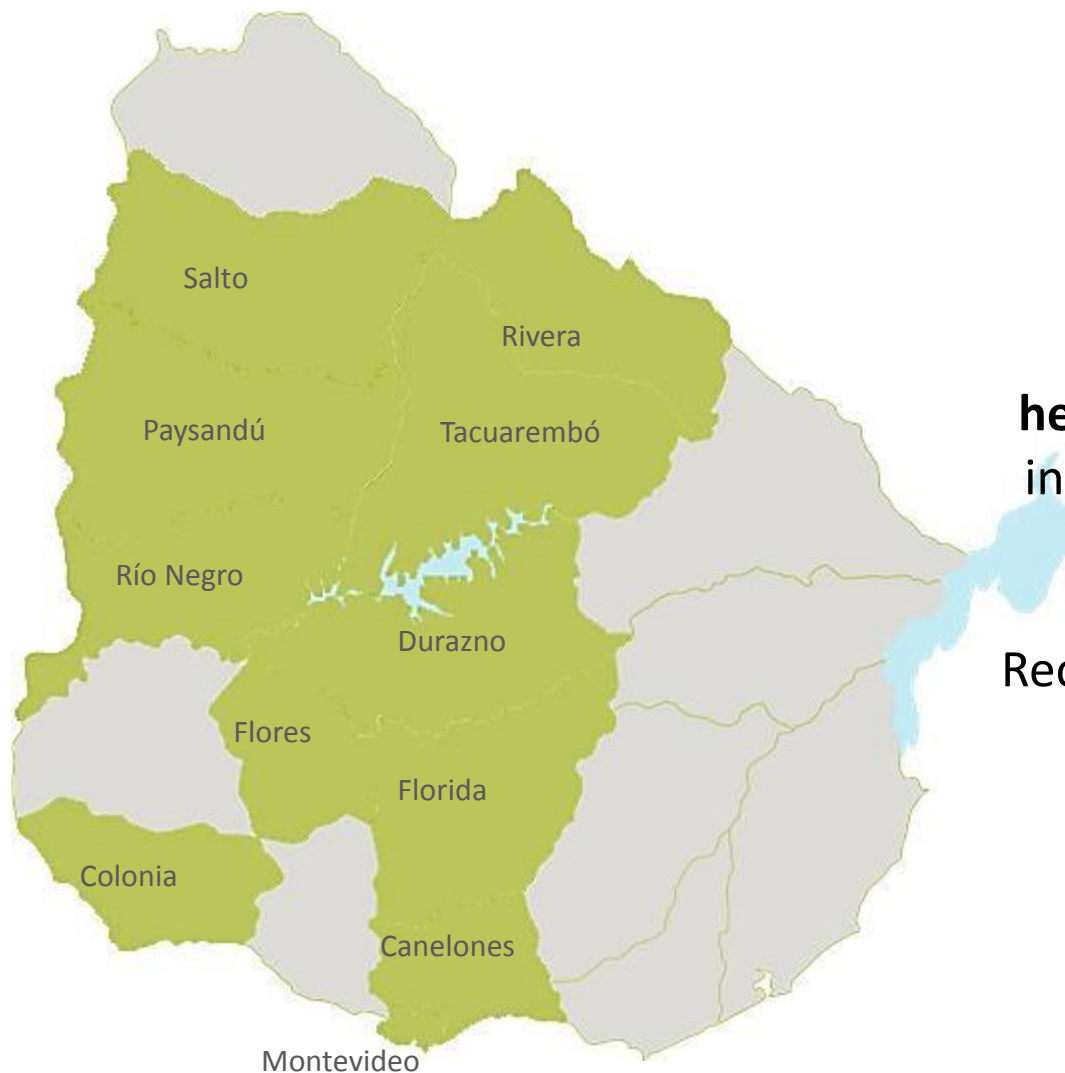 Salto
Rivera
Paysandú
Tacuarembó
Río Negro
Durazno
Flores
Florida
Colonia
Canelones
Montevideo